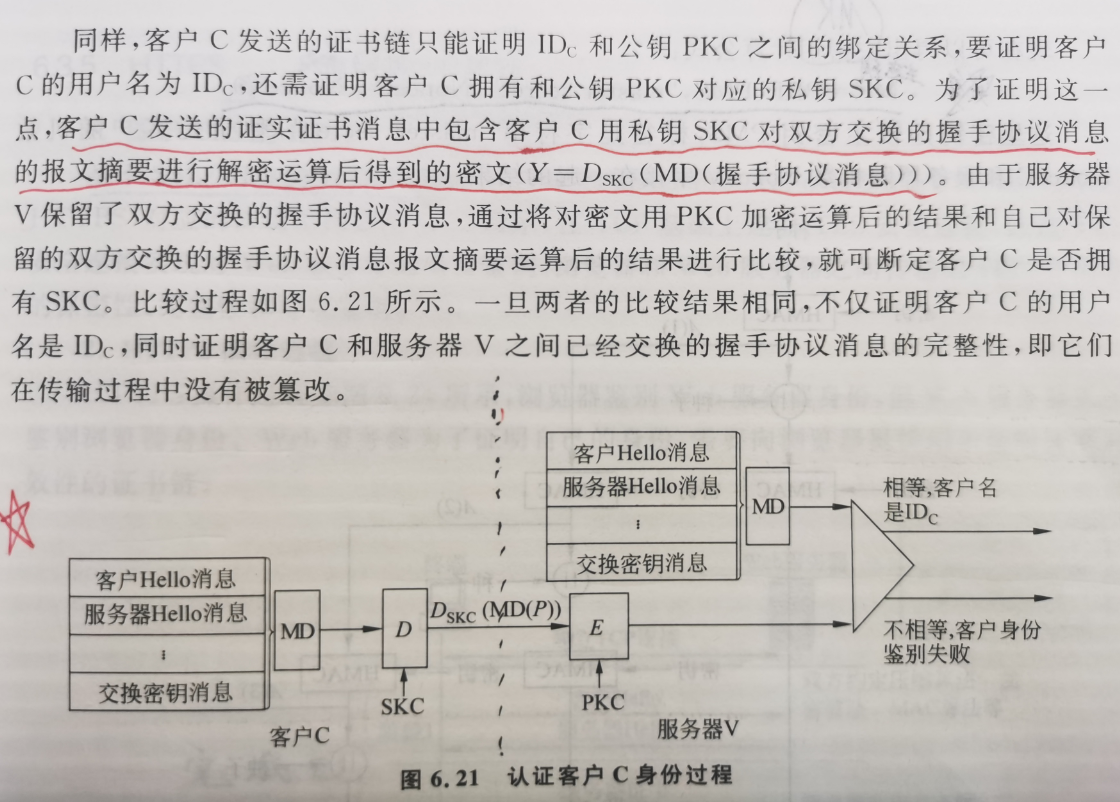 同样,客户 C 发送的证书链只能证明 IDC 和公钥 PKC 之间的绑定关系,要证明客户
C 的用户名为 IDC,还需证明客户 C 拥有和公钥 PKC 对应的私钥 SKC。为了证明这一
点,客户 C 发送的证实证书消息中包含客户 C 用私钥 SKC 对双方交换的握手协议消息
的报文摘要进行解密运算后得到的密文(Y=DSKC(MD(握手协议消息))。由于服务器
V 保留了双方交换的握手协议消息,通过将对密文用 PKC 加密运算后的结果和自己对保
留的双方交换的握手协议消息报文摘要运算后的结果进行比较,就可断定客户 C 是否拥
有 SKC。比较过程如图 6.21 所示。一旦两者的比较结果相同,不仅证明客户 C 的用户
名是 IDC,同时证明客户 C 和服务器 V 之间已经交换的握手协议消息的完整性,即它们
在传输过程中没有被篡改。
客户Hello消息
服务器Hello消息
⋮
交换密钥消息
MD
相等,客户名
是IDC
客户Hello消息
服务器Hello消息
⋮
交换密钥消息
MD
D
DSKC(MD(P))
E
不相等,客户身份
鉴别失败
SKC
PKC
客户C
服务器V
图 6.21 认证客户 C 身份过程